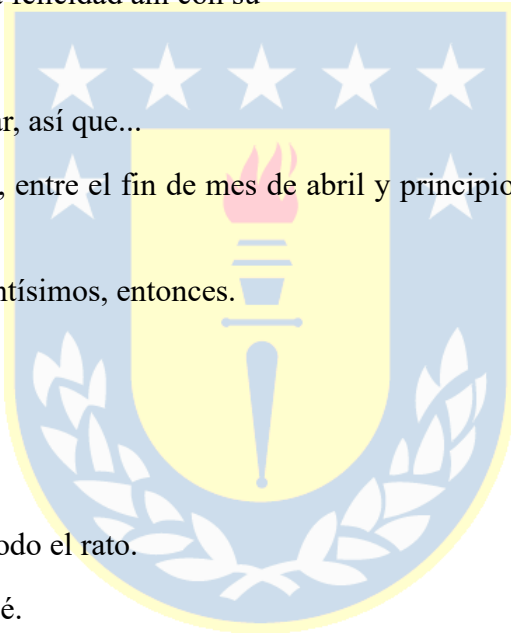 felicidad ahí con su
r, así que...
, entre el fin de mes de abril y principio
ntísimos, entonces.
odo el rato.
é.